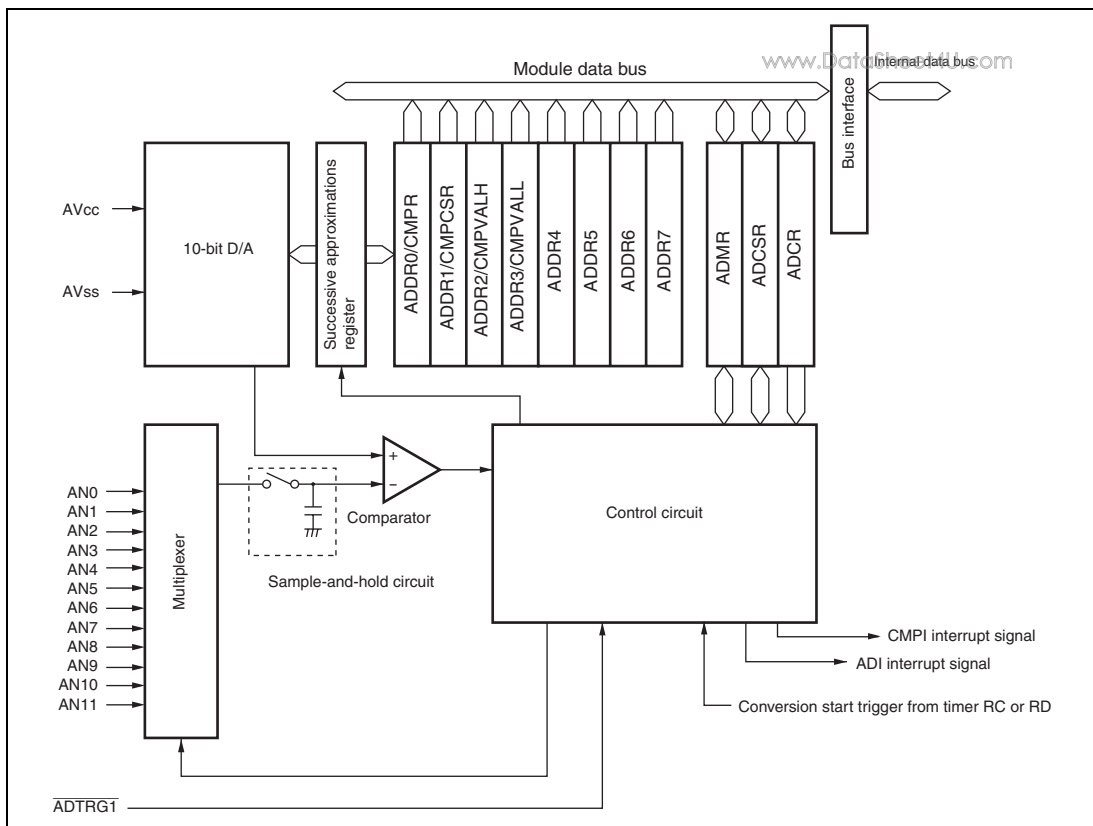 www.DataSheet4U.com
Module data bus
Internal data bus
Bus interface
AVcc
AVss
10-bit D/A
Successive approximations
register
ADDR0/CMPR
ADDR1/CMPCSR
ADDR2/CMPVALH
ADDR3/CMPVALL
ADDR4
ADDR5
ADDR6
ADDR7
ADMR
ADCSR
ADCR
AN0
AN1
AN2
AN3
AN4
AN5
AN6
AN7
AN8
AN9
AN10
AN11
Multiplexer
+
−
Comparator
Sample-and-hold circuit
Control circuit
CMPI interrupt signal
ADI interrupt signal
Conversion start trigger from timer RC or RD
ADTRG1